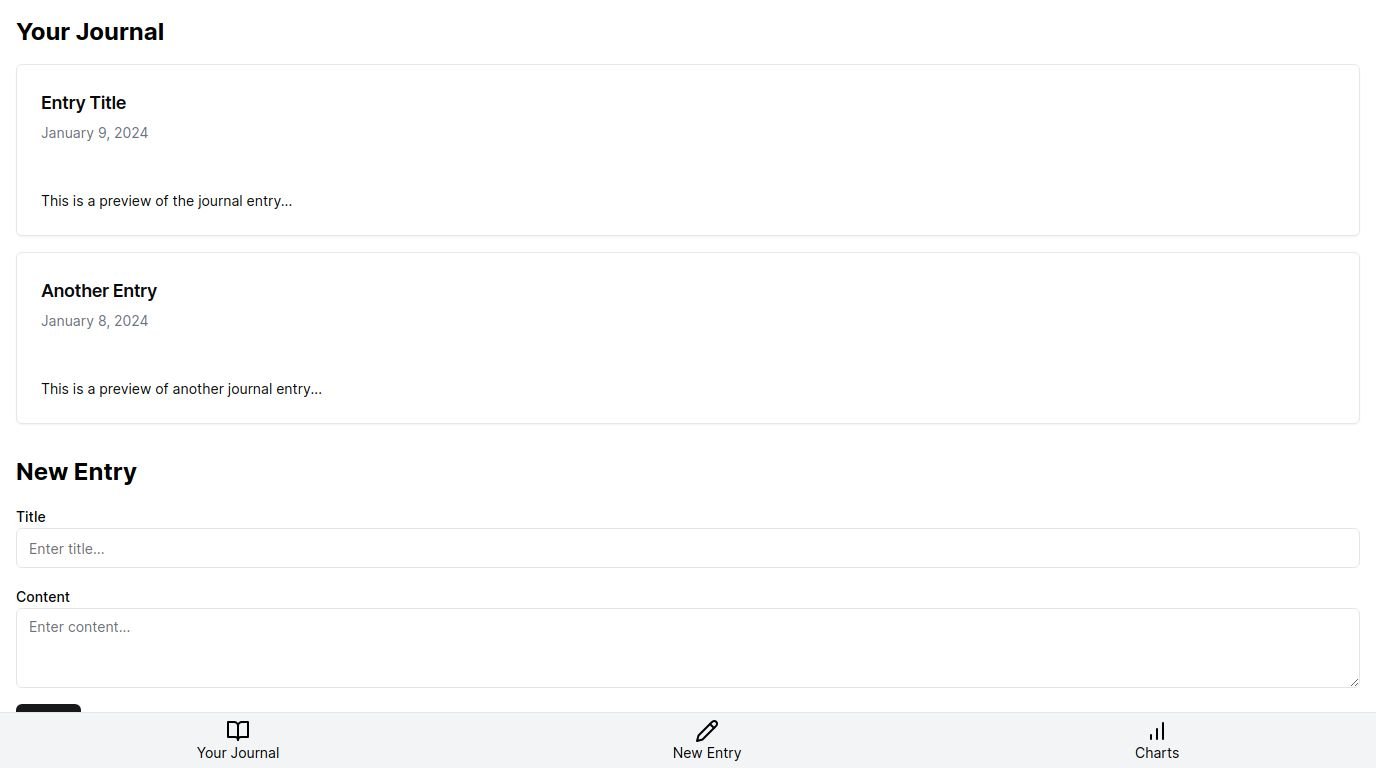 Your Journal
Entry Title
January 9, 2024
This is a preview of the journal entry...
Another Entry
January 8, 2024
This is a preview of another journal entry...
New Entry
Title
Enter title...
Content
Enter content...
Your Journal
New Entry
Charts